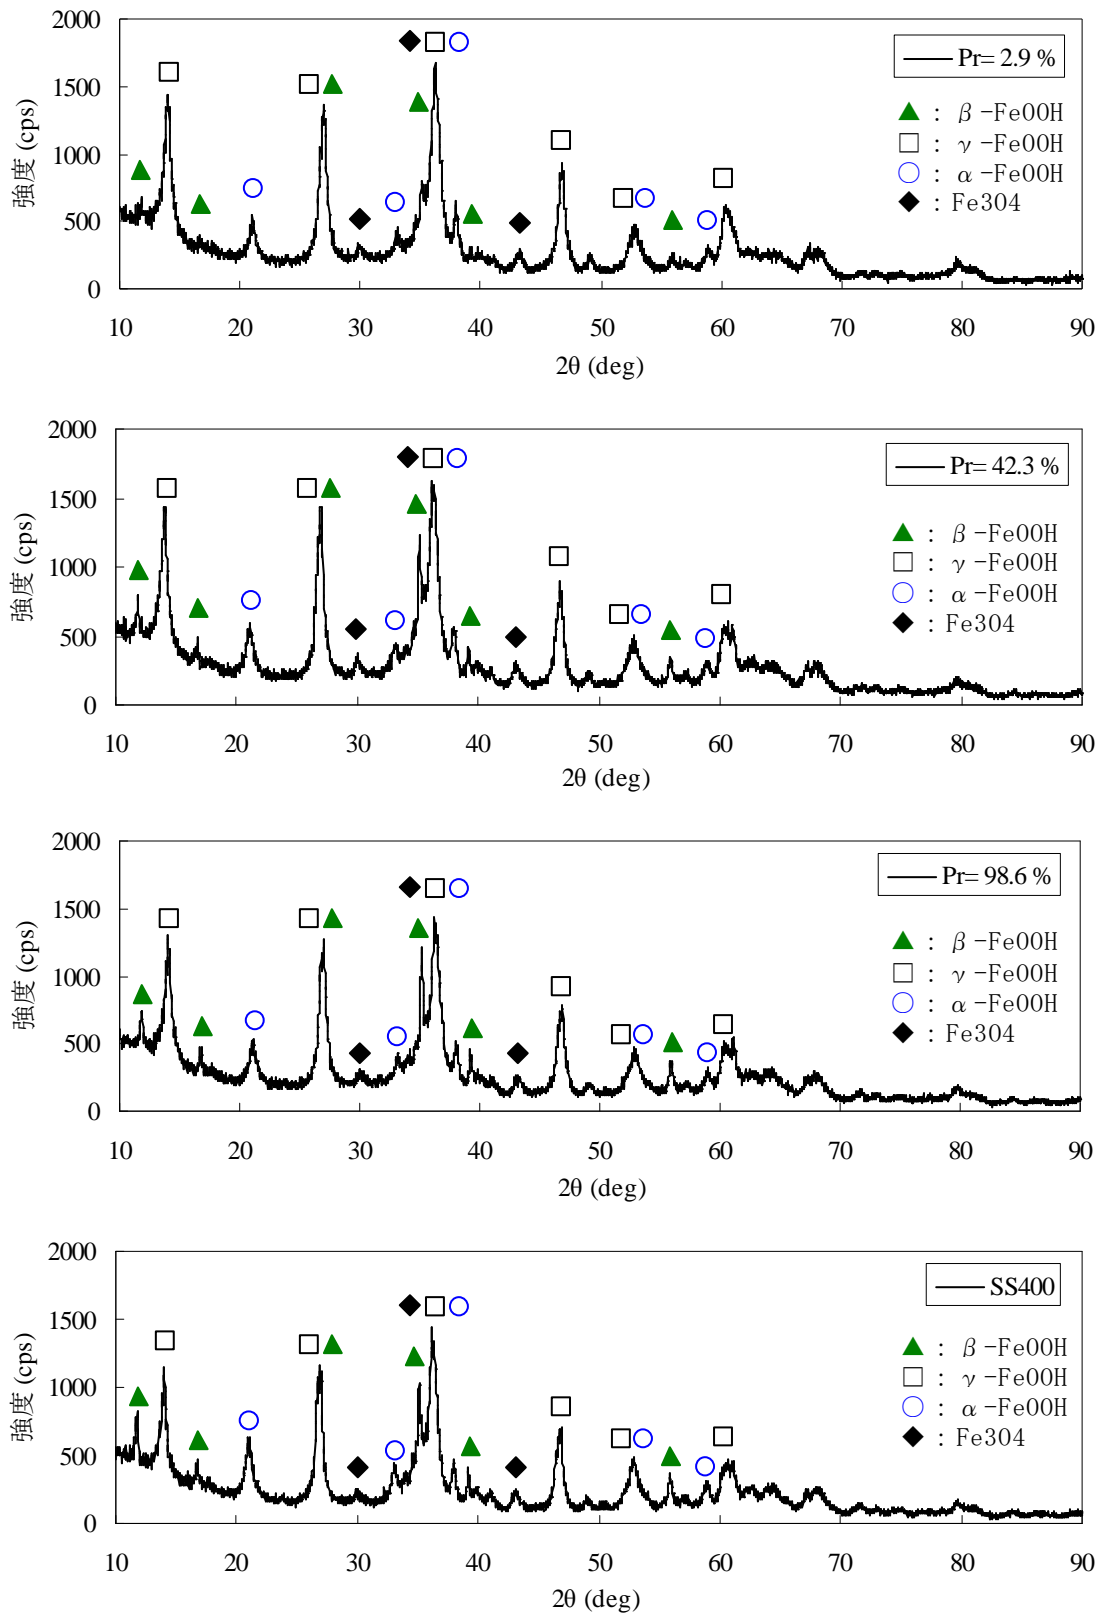 2000
1500
1000
500
0
強度 (cps)
Pr= 2.9 %
: β-FeOOH
: γ-FeOOH
: α-FeOOH
: Fe3O4
10 20 30 40 50 60 70 80 90
2θ (deg)
2000
1500
1000
500
0
強度 (cps)
Pr= 42.3 %
: β-FeOOH
: γ-FeOOH
: α-FeOOH
: Fe3O4
10 20 30 40 50 60 70 80 90
2θ (deg)
2000
1500
1000
500
0
強度 (cps)
Pr= 98.6 %
: β-FeOOH
: γ-FeOOH
: α-FeOOH
: Fe3O4
10 20 30 40 50 60 70 80 90
2θ (deg)
2000
1500
1000
500
0
強度 (cps)
SS400
: β-FeOOH
: γ-FeOOH
: α-FeOOH
: Fe3O4
10 20 30 40 50 60 70 80 90
2θ (deg)